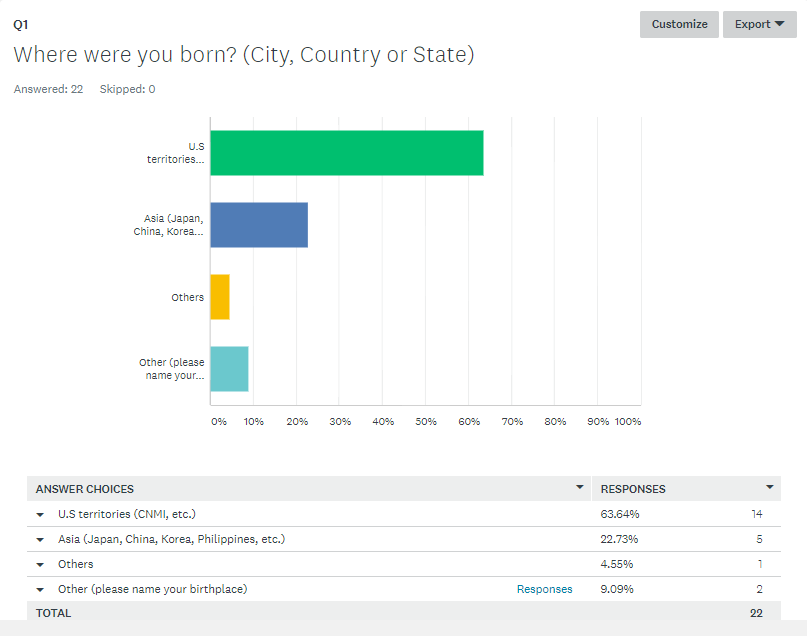 Q1
Customize
Export
Where were you born? (City, Country or State)
Answered: 22 Skipped: 0
U.S
territories...
Asia (Japan,
China, Korea...
Others
Other (please
name your...
0% 10% 20% 30% 40% 50% 60% 70% 80% 90% 100%
ANSWER CHOICES RESPONSES
U.S territories (CNMI, etc.) 63.64% 14
Asia (Japan, China, Korea, Philippines, etc.) 22.73% 5
Others 4.55% 1
Other (please name your birthplace) Responses 9.09% 2
TOTAL 22